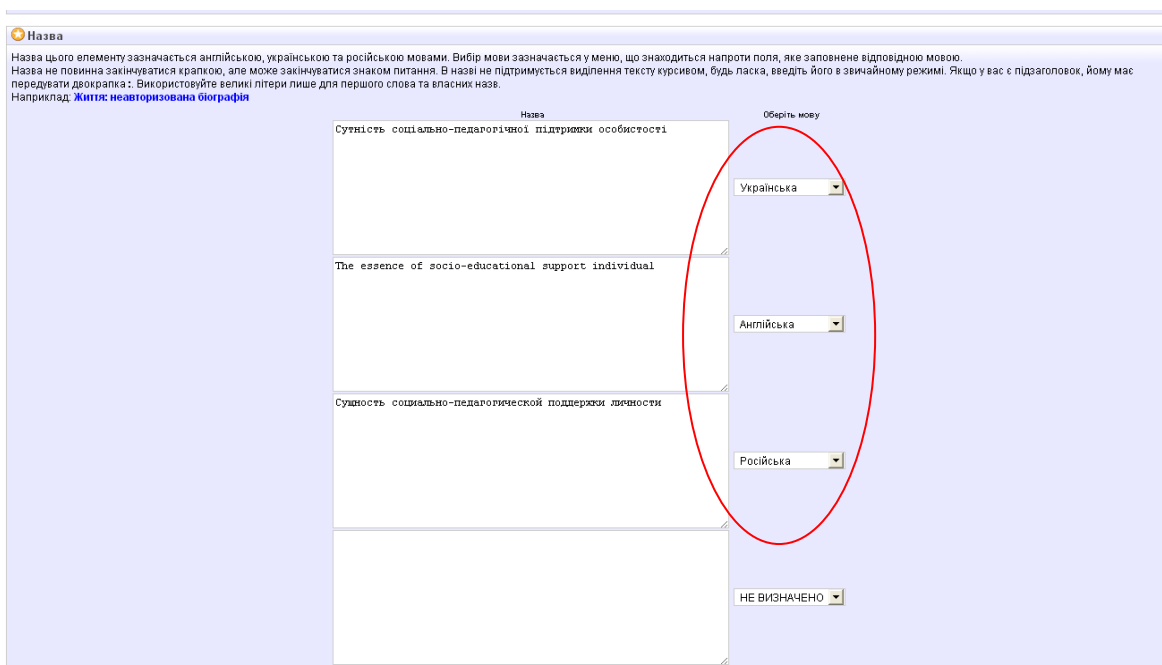 Назва
Назва цього елементу зазначається англійською, українською та російською мовами. Вибір мови зазначається у меню, що знаходиться напроти поля, яке заповнене відповідною мовою.
Назва не повинна закінчуватися крапкою, але може закінчуватися знаком питання. В назві не підтримується виділення тексту курсивом, будь ласка, введіть його в звичайному режимі. Якщо у вас є підзаголовок, йому має
передувати двокрапка :. Використовуйте великі літери лише для першого слова та власних назв.
Наприклад: Життя: неавторизована біографія
Назва Оберіть мову
Сутність соціально-педагогічної підтримки особистості
Українська
The essence of socio-educational support individual
Англійська
Сущность социально-педагогической поддержки личности
Російська
НЕ ВИЗНАЧЕНО